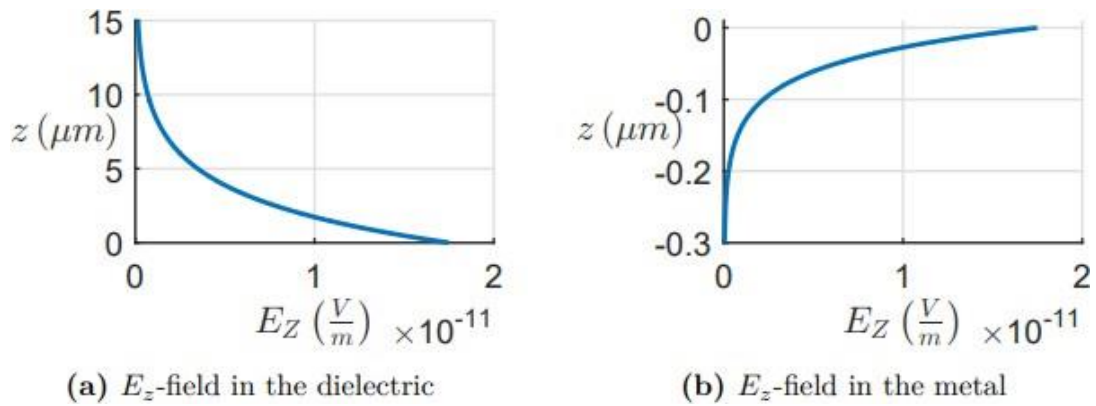 15
10
z (μm)
5
0
0 1 2
E_Z (V/m) ×10^-11
(a) E_z-field in the dielectric
0
-0.1
z (μm)
-0.2
-0.3
0 1 2
E_Z (V/m) ×10^-11
(b) E_z-field in the metal